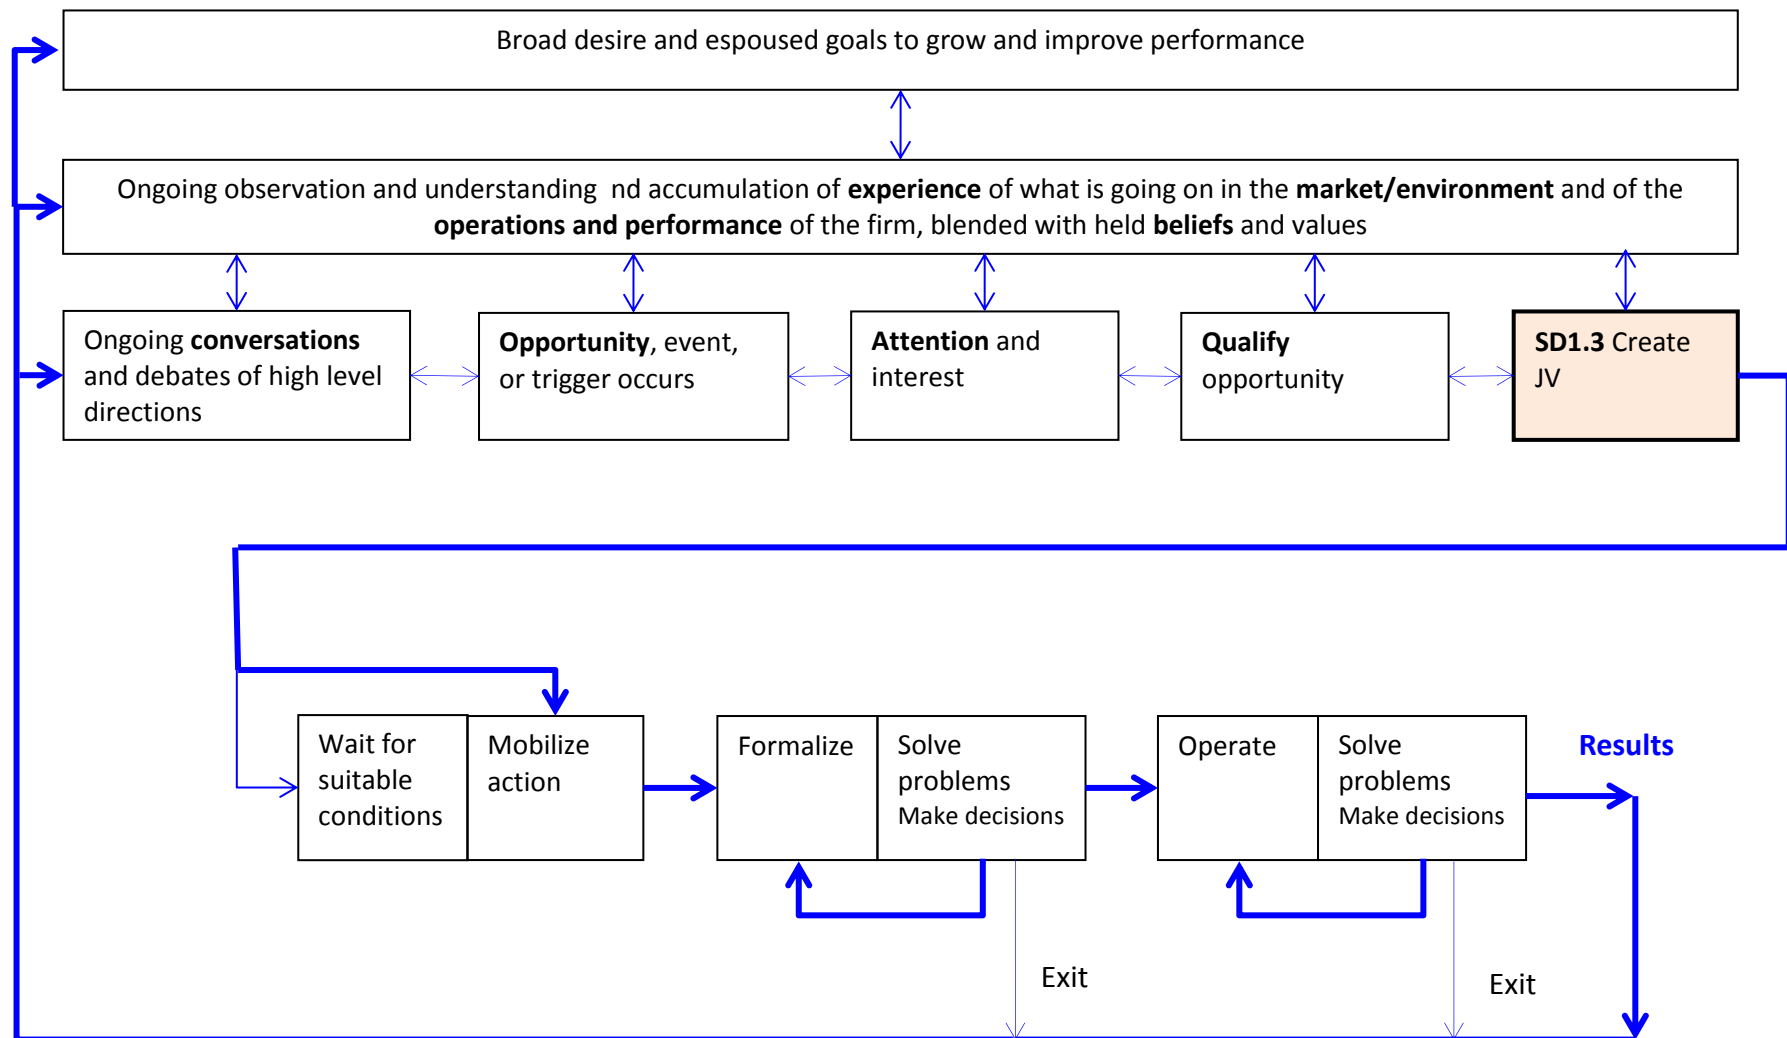 Broad desire and espoused goals to grow and improve performance
Ongoing observation and understanding  nd accumulation of experience of what is going on in the market/environment and of the
operations and performance of the firm, blended with held beliefs and values
Ongoing conversations
and debates of high level
directions
Opportunity, event,
or trigger occurs
Attention and
interest
Qualify
opportunity
SD1.3 Create
JV
Wait for
suitable
conditions
Mobilize
action
Formalize
Solve
problems
Make decisions
Operate
Solve
problems
Make decisions
Results
Exit
Exit